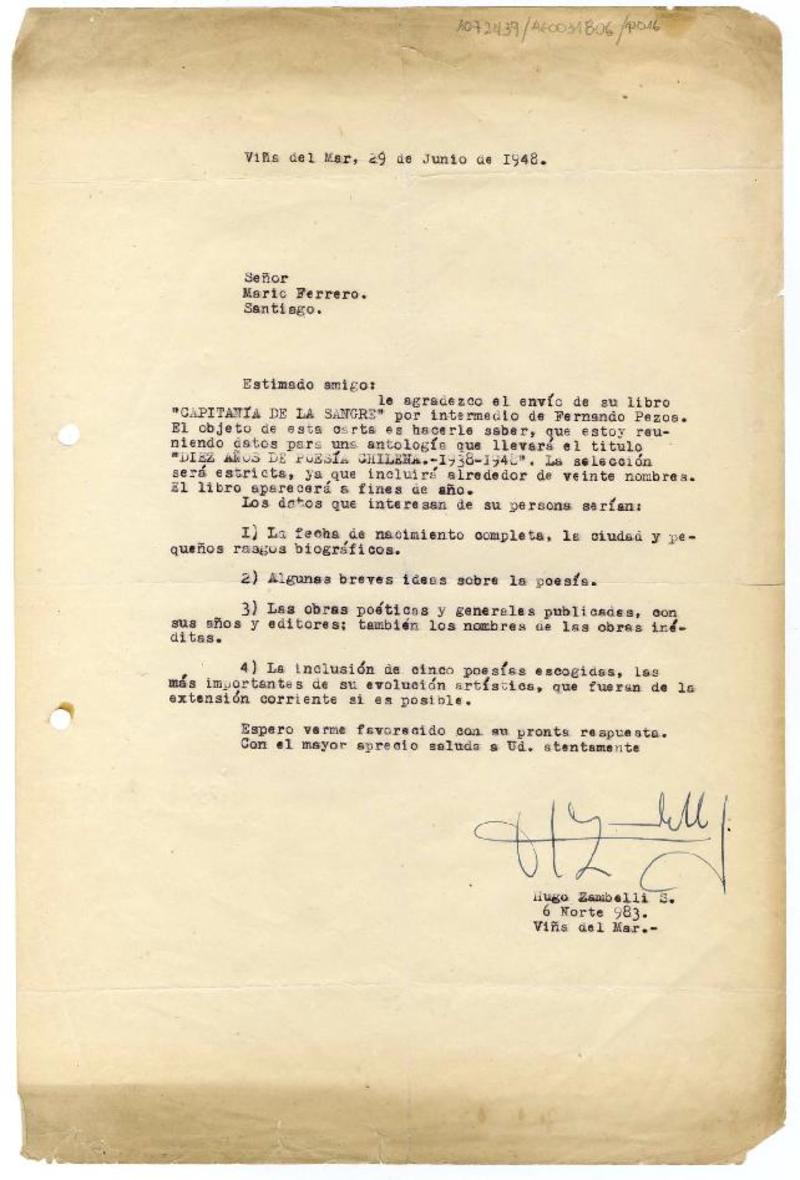 1072437/AE0031806/p016
Viña del Mar, 29 de Junio de 1948.
Señor
Mario Ferrero.
Santiago.
Estimado amigo:
le agradezco el envío de su libro
"CAPITANÍA DE LA SANGRE" por intermedio de Fernando Pezoa.
El objeto de esta carta es hacerle saber, que estoy reu-
niendo datos para una antología que llevará el titulo
"DIEZ AÑOS DE POESÍA CHILENA.-1938-1948". La selección
será estricta, ya que incluirá alrededor de veinte nombres.
El libro aparecerá a fines de año.
Los datos que interesan de su persona serían:
1) La fecha de nacimiento completa, la ciudad y pe-
queños rasgos biográficos.
2) Algunas breves ideas sobre la poesía.
3) Las obras poéticas y generales publicadas, con
sus años y editores; también los nombres de las obras iné-
ditas.
4) La inclusión de cinco poesías escogidas, las
más importantes de su evolución artística, que fueran de la
extensión corriente si es posible.
Espero verme favorecido con su pronta respuesta.
Con el mayor aprecio saluda a Ud. atentamente
Hugo Zambelli S.
6 Norte 983.
Viña del Mar.-